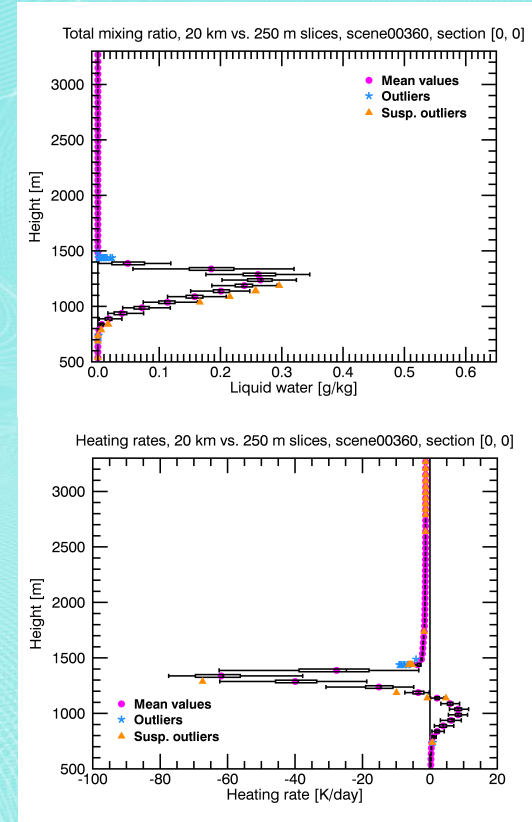 Total mixing ratio, 20 km vs. 250 m slices, scene00360, section [0, 0]
3000
2500
2000
1500
1000
500
Height [m]
Mean values
Outliers
Susp. outliers
0.0 0.1 0.2 0.3 0.4 0.5 0.6
Liquid water [g/kg]
Heating rates, 20 km vs. 250 m slices, scene00360, section [0, 0]
3000
2500
2000
1500
1000
500
Height [m]
Mean values
Outliers
Susp. outliers
-100 -80 -60 -40 -20 0 20
Heating rate [K/day]